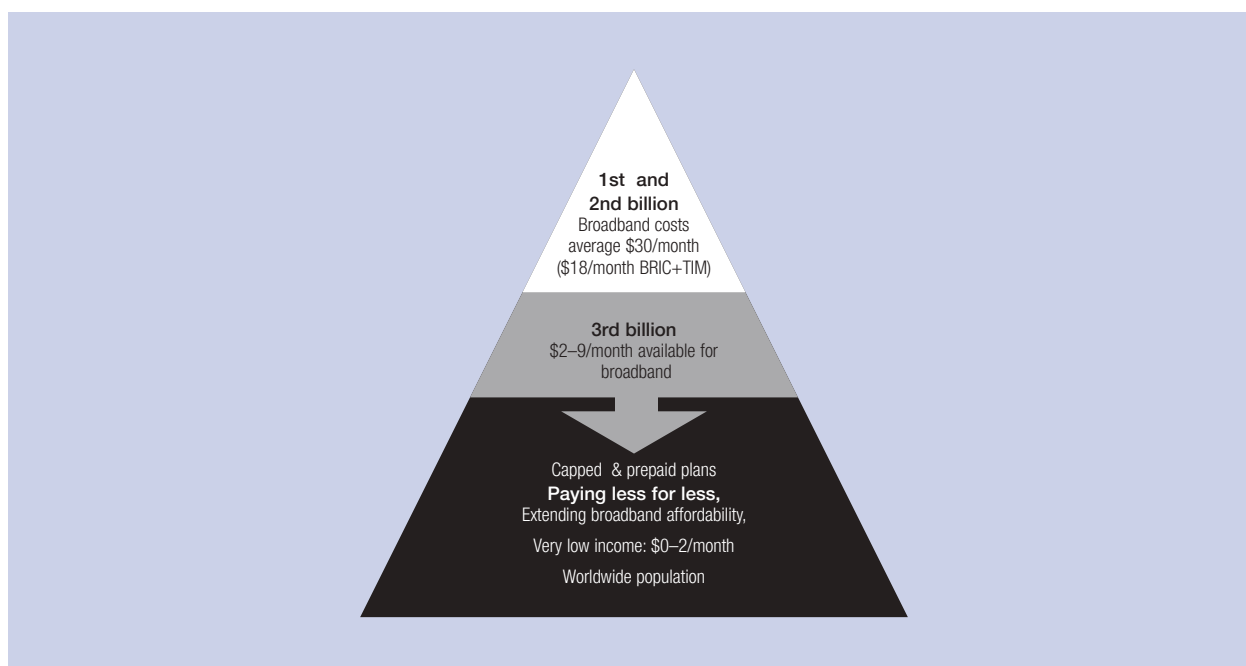 1st and
2nd billion
Broadband costs
average $30/month
($18/month BRIC+TIM)
3rd billion
$2–9/month available for
broadband
Capped & prepaid plans
Paying less for less,
Extending broadband affordability,
Very low income: $0–2/month
Worldwide population